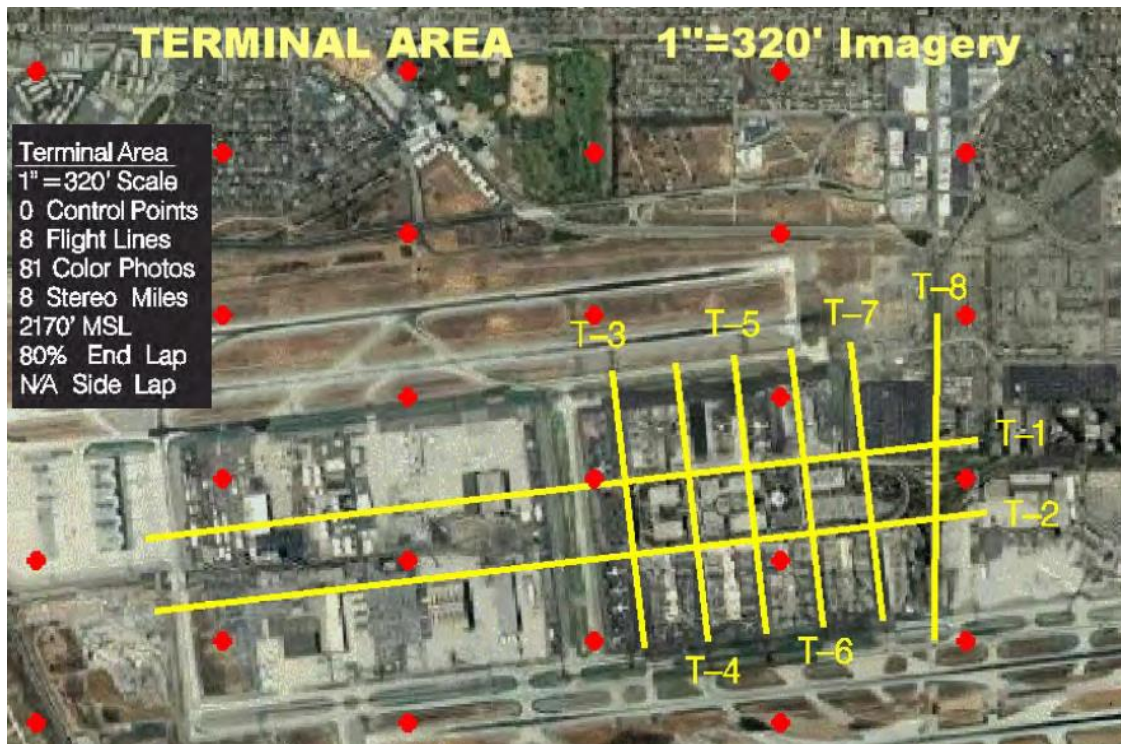 TERMINAL AREA 1"=320' Imagery
Terminal Area
1"=320' Scale
0 Control Points
8 Flight Lines
81 Color Photos
8 Stereo Miles
2170' MSL
80% End Lap
N/A Side Lap
T-8
T-3
T-5
T-7
T-1
T-2
T-4
T-6